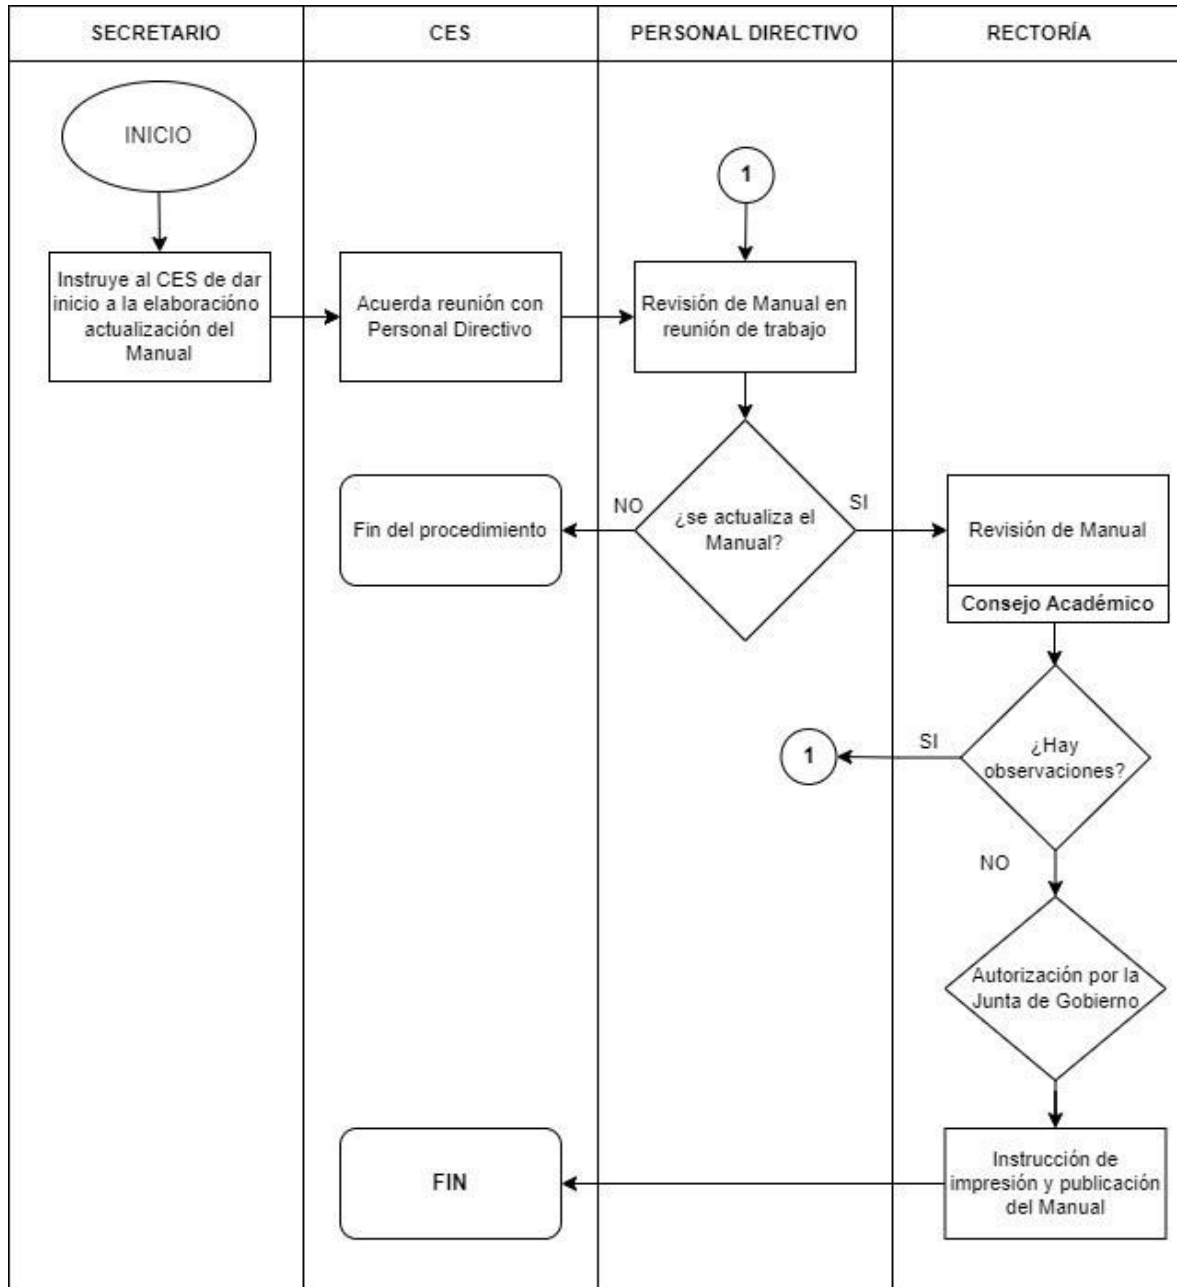 SECRETARIO
CES
PERSONAL DIRECTIVO
RECTORÍA
INICIO
1
Instruye al CES de dar
inicio a la elaboracióno
actualización del
Manual
Acuerda reunión con
Personal Directivo
Revisión de Manual en
reunión de trabajo
Fin del procedimiento
NO
¿se actualiza el
Manual?
SI
Revisión de Manual
Consejo Académico
1
SI
¿Hay
observaciones?
NO
Autorización por la
Junta de Gobierno
FIN
Instrucción de
impresión y publicación
del Manual